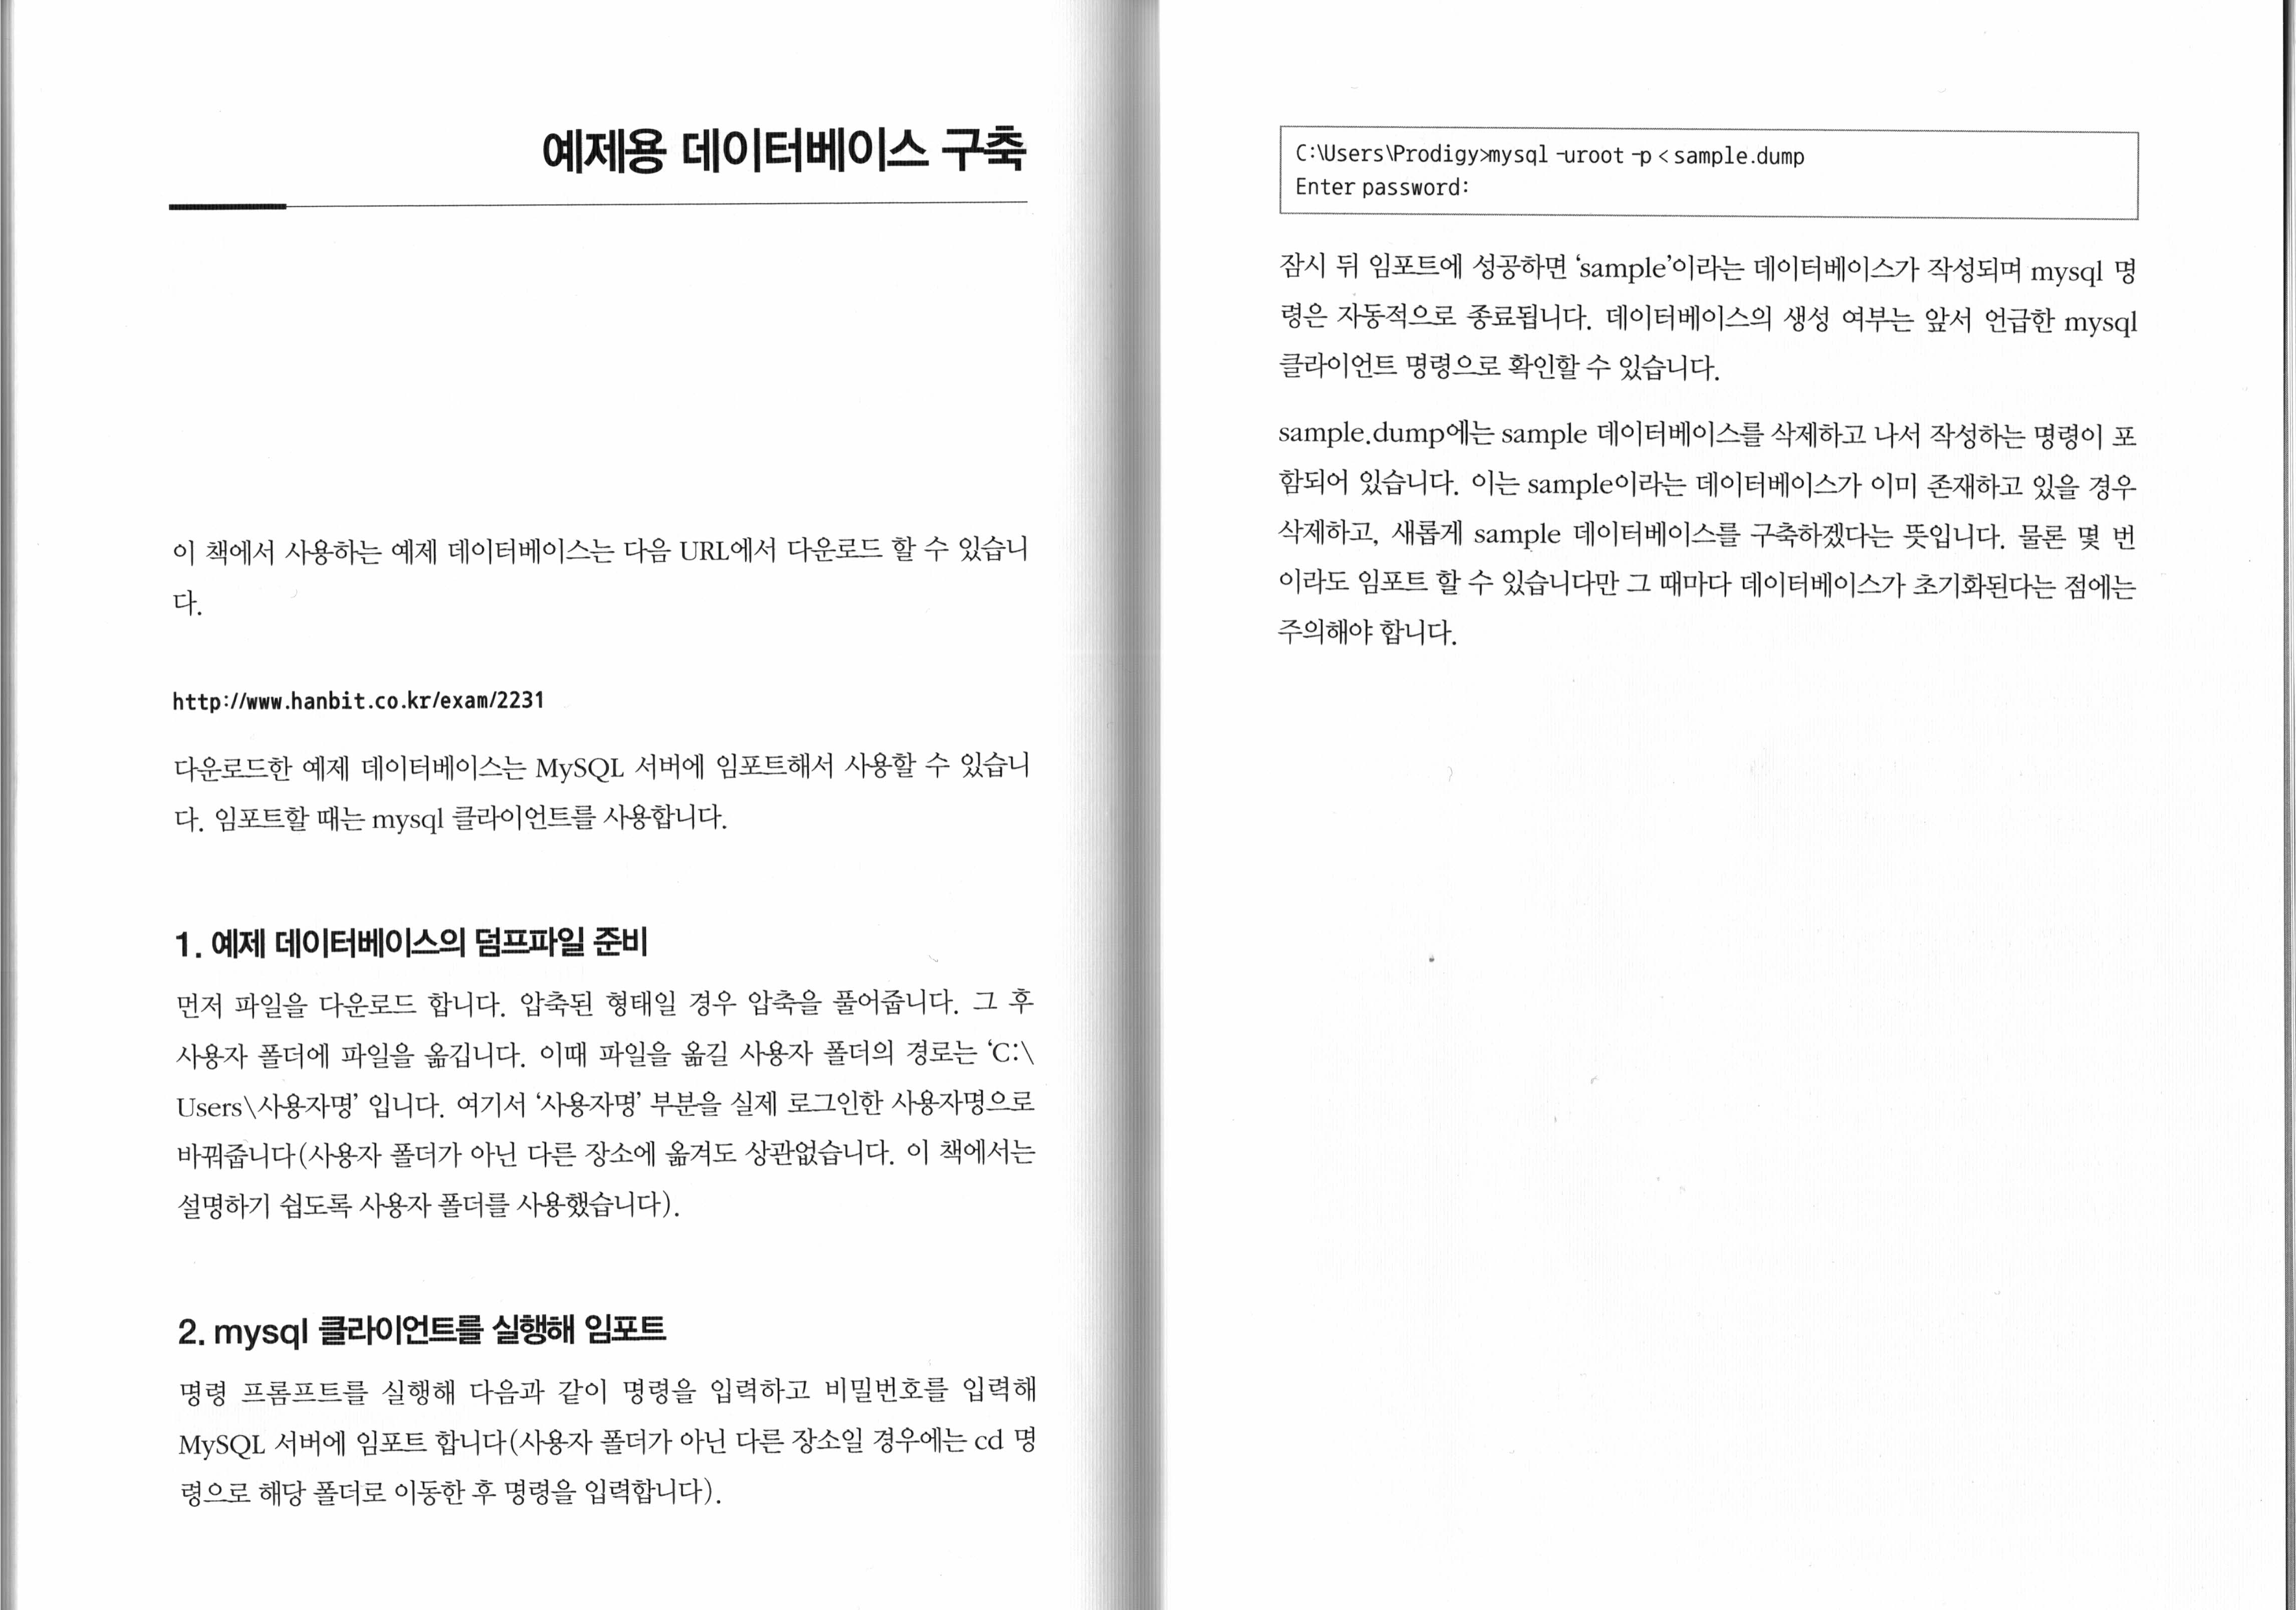 예제용 데이터베이스 구축
이 책에서 사용하는 예제 데이터베이스는 다음 URL에서 다운로드 할 수 있습니
다.
http://www.hanbit.co.kr/exam/2231
다운로드한 예제 데이터베이스는 MySQL 서버에 임포트해서 사용할 수 있습니
다. 임포트할 때는 mysql 클라이언트를 사용합니다.
1. 예제 데이터베이스의 덤프파일 준비
먼저 파일을 다운로드 합니다. 압축된 형태일 경우 압축을 풀어줍니다. 그 후
사용자 폴더에 파일을 옮깁니다. 이때 파일을 옮길 사용자 폴더의 경로는 ‘C:\
Users\사용자명’ 입니다. 여기서 ‘사용자명’ 부분을 실제 로그인한 사용자명으로
바꿔줍니다(사용자 폴더가 아닌 다른 장소에 옮겨도 상관없습니다. 이 책에서는
설명하기 쉽도록 사용자 폴더를 사용했습니다).
2. mysql 클라이언트를 실행해 임포트
명령 프롬프트를 실행해 다음과 같이 명령을 입력하고 비밀번호를 입력해
MySQL 서버에 임포트 합니다(사용자 폴더가 아닌 다른 장소일 경우에는 cd 명
령으로 해당 폴더로 이동한 후 명령을 입력합니다).
C:\Users\Prodigy>mysql -uroot -p < sample.dump
Enter password:
잠시 뒤 임포트에 성공하면 ‘sample’이라는 데이터베이스가 작성되며 mysql 명
령은 자동적으로 종료됩니다. 데이터베이스의 생성 여부는 앞서 언급한 mysql
클라이언트 명령으로 확인할 수 있습니다.
sample.dump에는 sample 데이터베이스를 삭제하고 나서 작성하는 명령이 포
함되어 있습니다. 이는 sample이라는 데이터베이스가 이미 존재하고 있을 경우
삭제하고, 새롭게 sample 데이터베이스를 구축하겠다는 뜻입니다. 물론 몇 번
이라도 임포트 할 수 있습니다만 그 때마다 데이터베이스가 초기화된다는 점에는
주의해야 합니다.